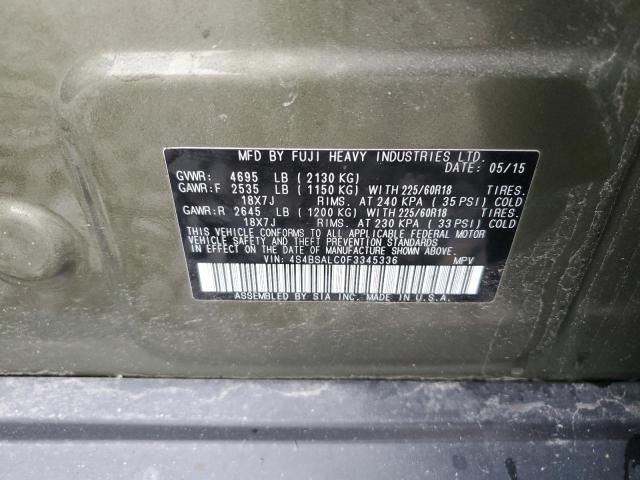 MFD BY FUJI HEAVY INDUSTRIES LTD.
DATE: 05/15
GVWR: 4695 LB ( 2130 KG)
GAWR:F 2535 LB ( 1150 KG) WITH 225/60R18 TIRES.
18X7J RIMS. AT 240 KPA ( 35 PSI) COLD
GAWR:R 2645 LB ( 1200 KG) WITH 225/60R18 TIRES.
18X7J RIMS. AT 230 KPA ( 33 PSI) COLD
THIS VEHICLE CONFORMS TO ALL APPLICABLE FEDERAL MOTOR
VEHICLE SAFETY AND THEFT PREVENTION STANDARDS
IN EFFECT ON THE DATE OF MANUFACTURE SHOWN ABOVE.
VIN: 4S4BSALC0F3345336 MPV
ASSEMBLED BY SIA INC. MADE IN U.S.A.